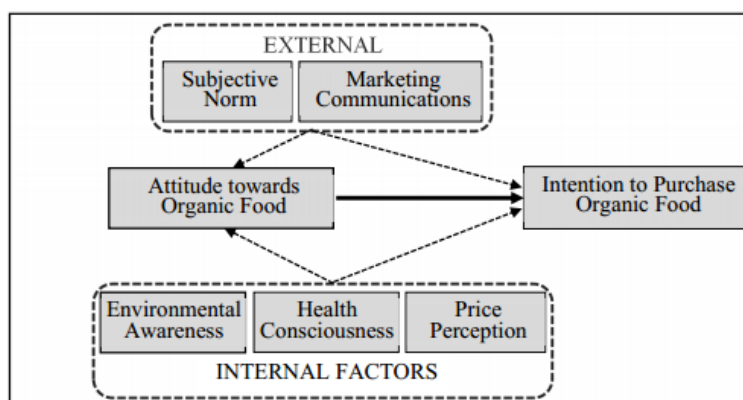 EXTERNAL
Subjective
Norm
Marketing
Communications
Attitude towards
Organic Food
Intention to Purchase
Organic Food
Environmental
Awareness
Health
Consciousness
Price
Perception
INTERNAL FACTORS